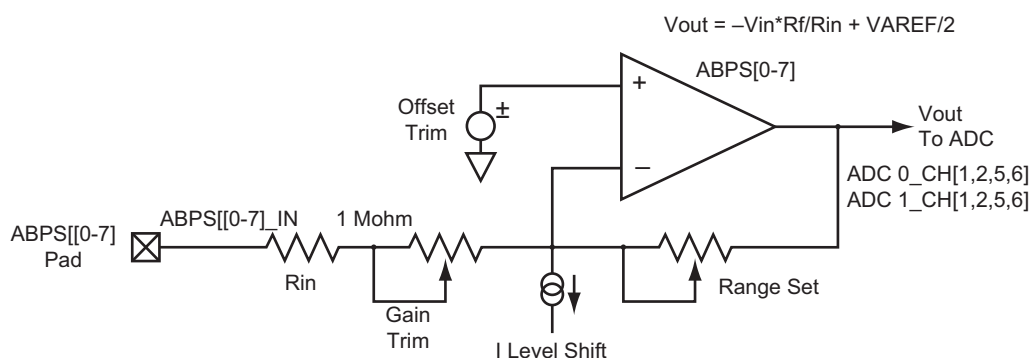 Vout = –Vin*Rf/Rin + VAREF/2
ABPS[0-7]
+
Offset
Trim
±
–
Vout
To ADC
ADC 0_CH[1,2,5,6]
ADC 1_CH[1,2,5,6]
ABPS[[0-7]
Pad
ABPS[[0-7]_IN
1 Mohm
Rin
Gain
Trim
I Level Shift
Range Set